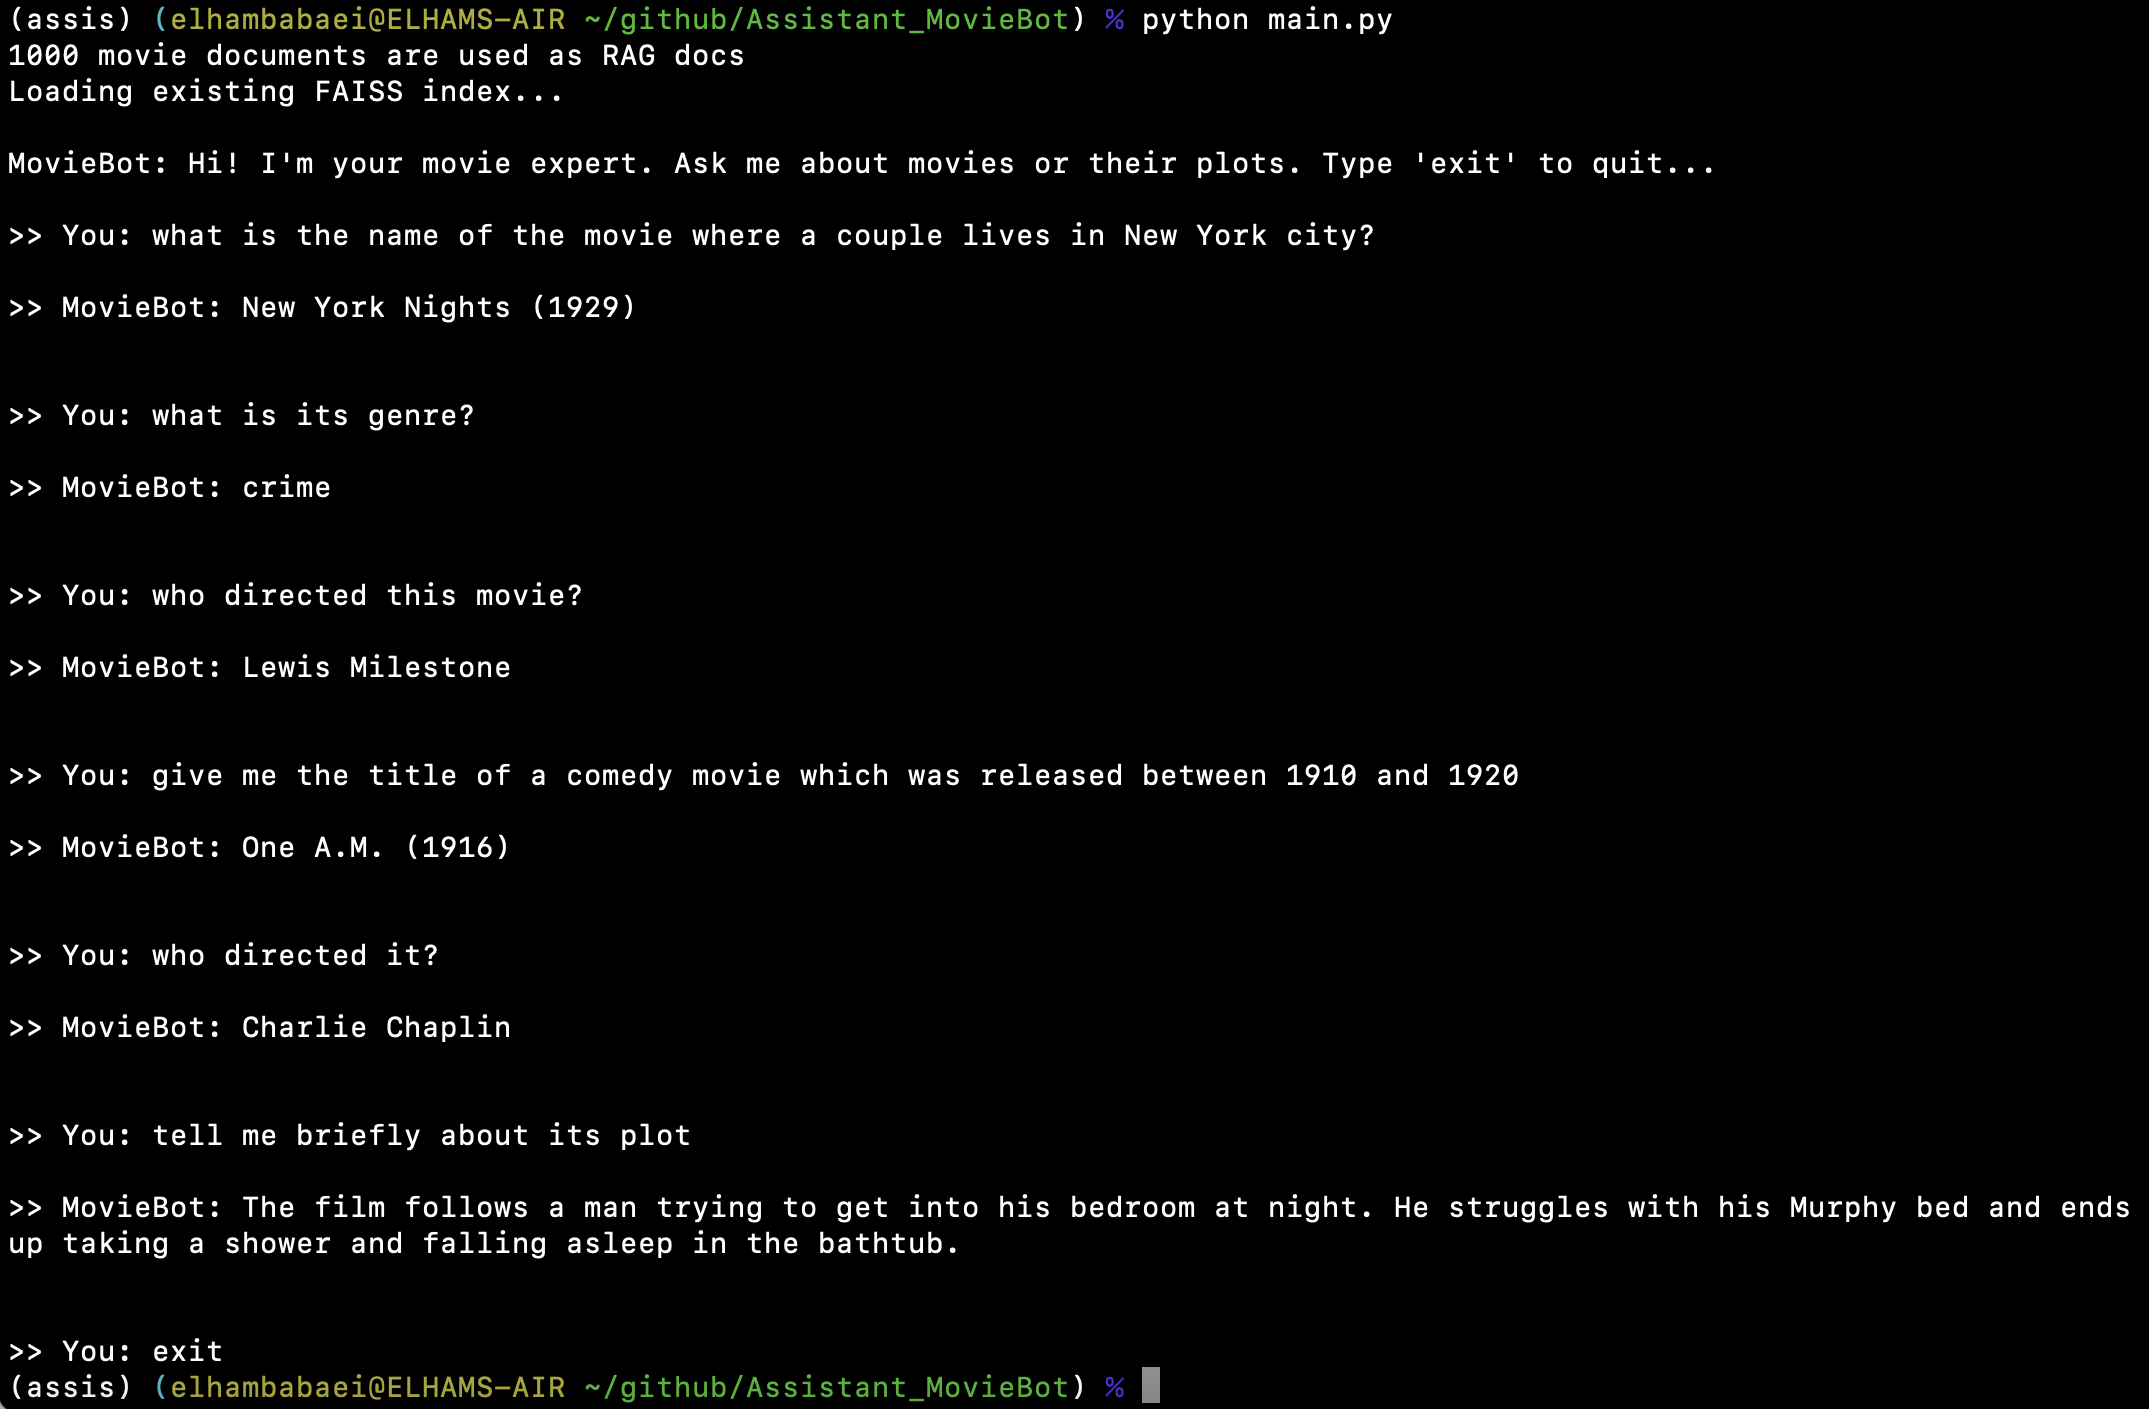 (assis) (elhambabaei@ELHAMS-AIR ~/github/Assistant_MovieBot) % python main.py
1000 movie documents are used as RAG docs
Loading existing FAISS index...
MovieBot: Hi! I'm your movie expert. Ask me about movies or their plots. Type 'exit' to quit...
>> You: what is the name of the movie where a couple lives in New York city?
>> MovieBot: New York Nights (1929)
>> You: what is its genre?
>> MovieBot: crime
>> You: who directed this movie?
>> MovieBot: Lewis Milestone
>> You: give me the title of a comedy movie which was released between 1910 and 1920
>> MovieBot: One A.M. (1916)
>> You: who directed it?
>> MovieBot: Charlie Chaplin
>> You: tell me briefly about its plot
>> MovieBot: The film follows a man trying to get into his bedroom at night. He struggles with his Murphy bed and ends
up taking a shower and falling asleep in the bathtub.
>> You: exit
(assis) (elhambabaei@ELHAMS-AIR ~/github/Assistant_MovieBot) %